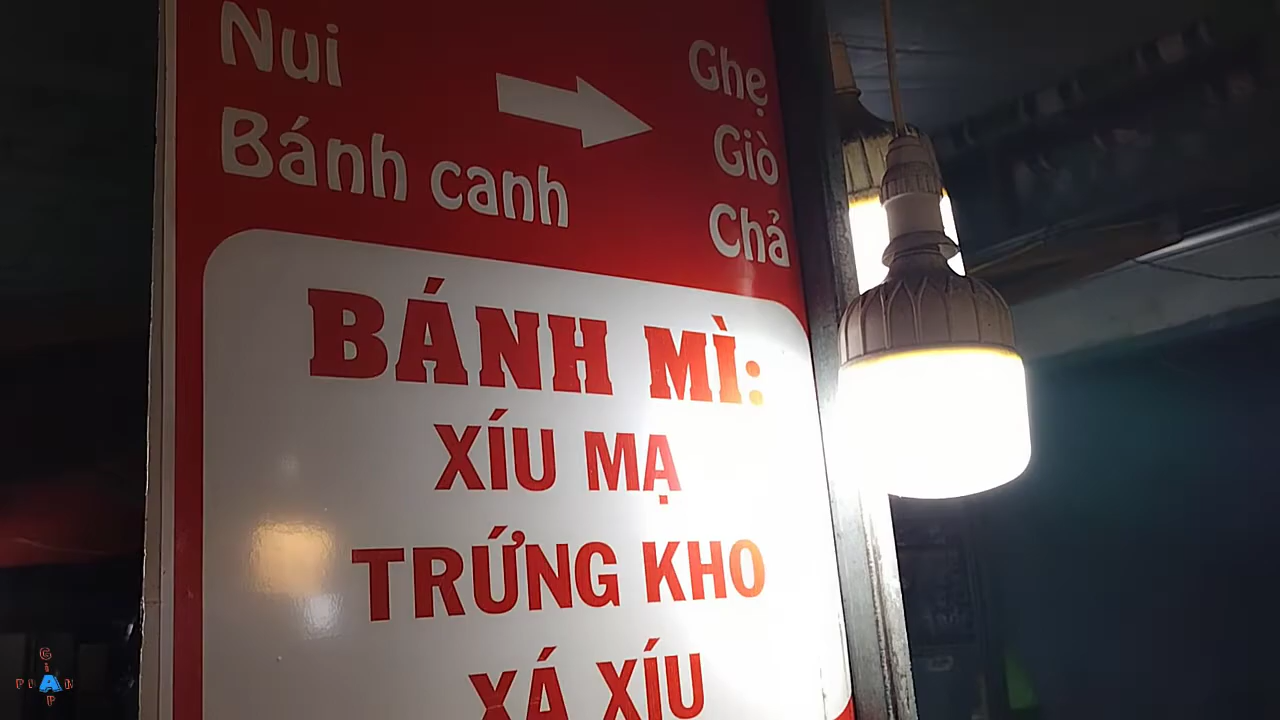 Nui
Bánh canh
Ghẹ
Giò
Chả
BÁNH MÌ:
XÍU MẠ
TRỨNG KHO
XÁ XÍU